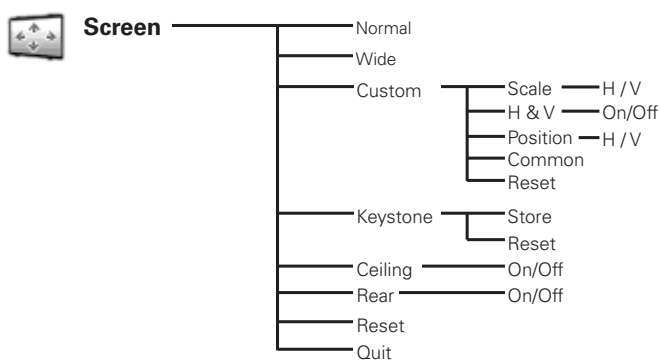 Screen Normal
Wide
Custom Scale H / V
H & V On/Off
Position H / V
Common
Reset
Keystone Store
Reset
Ceiling On/Off
Rear On/Off
Reset
Quit